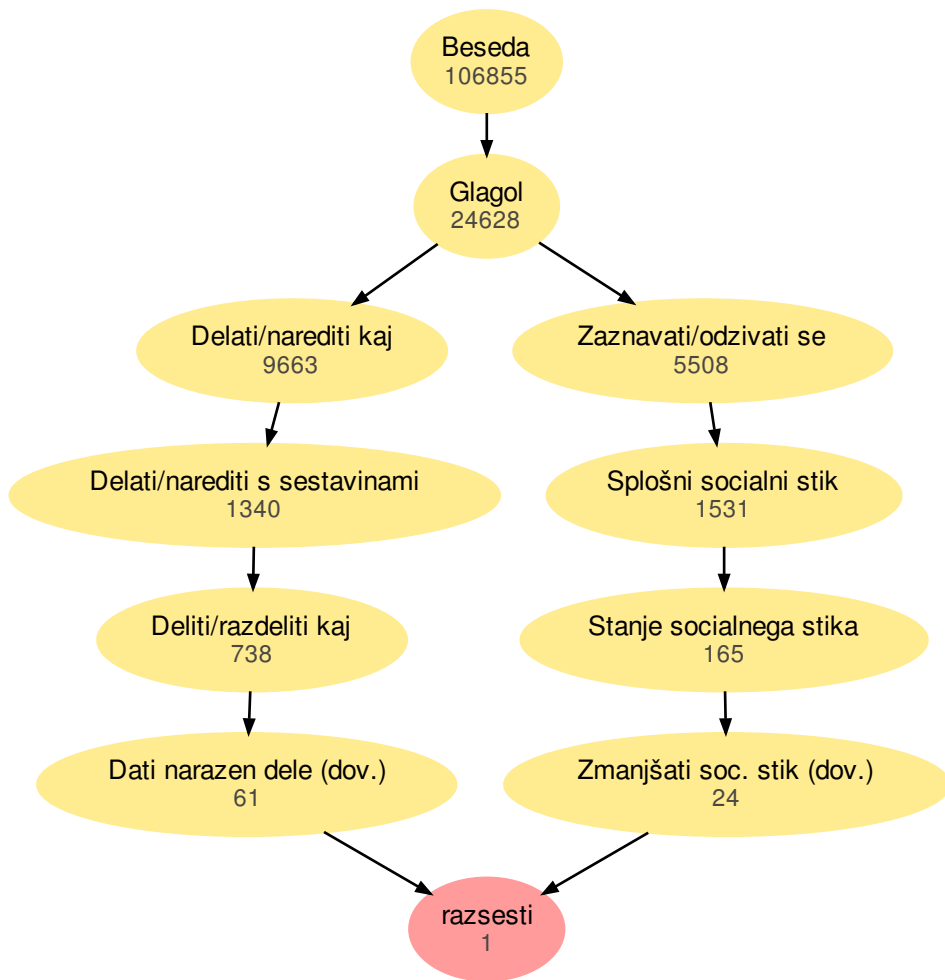 Beseda
106855
Glagol
24628
Delati/narediti kaj
9663
Zaznavati/odzivati se
5508
Delati/narediti s sestavinami
1340
Splošni socialni stik
1531
Deliti/razdeliti kaj
738
Stanje socialnega stika
165
Dati narazen dele (dov.)
61
Zmanjšati soc. stik (dov.)
24
razsesti
1